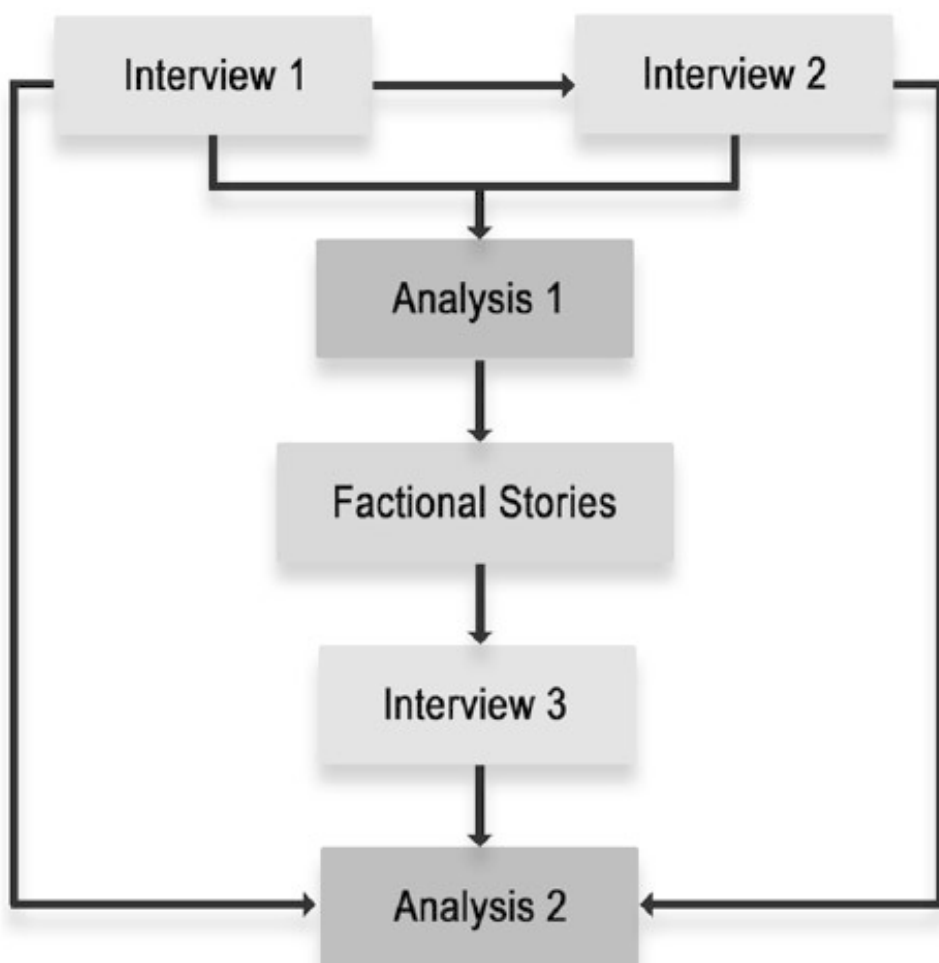 Interview 1
Interview 2
Analysis 1
Factional Stories
Interview 3
Analysis 2